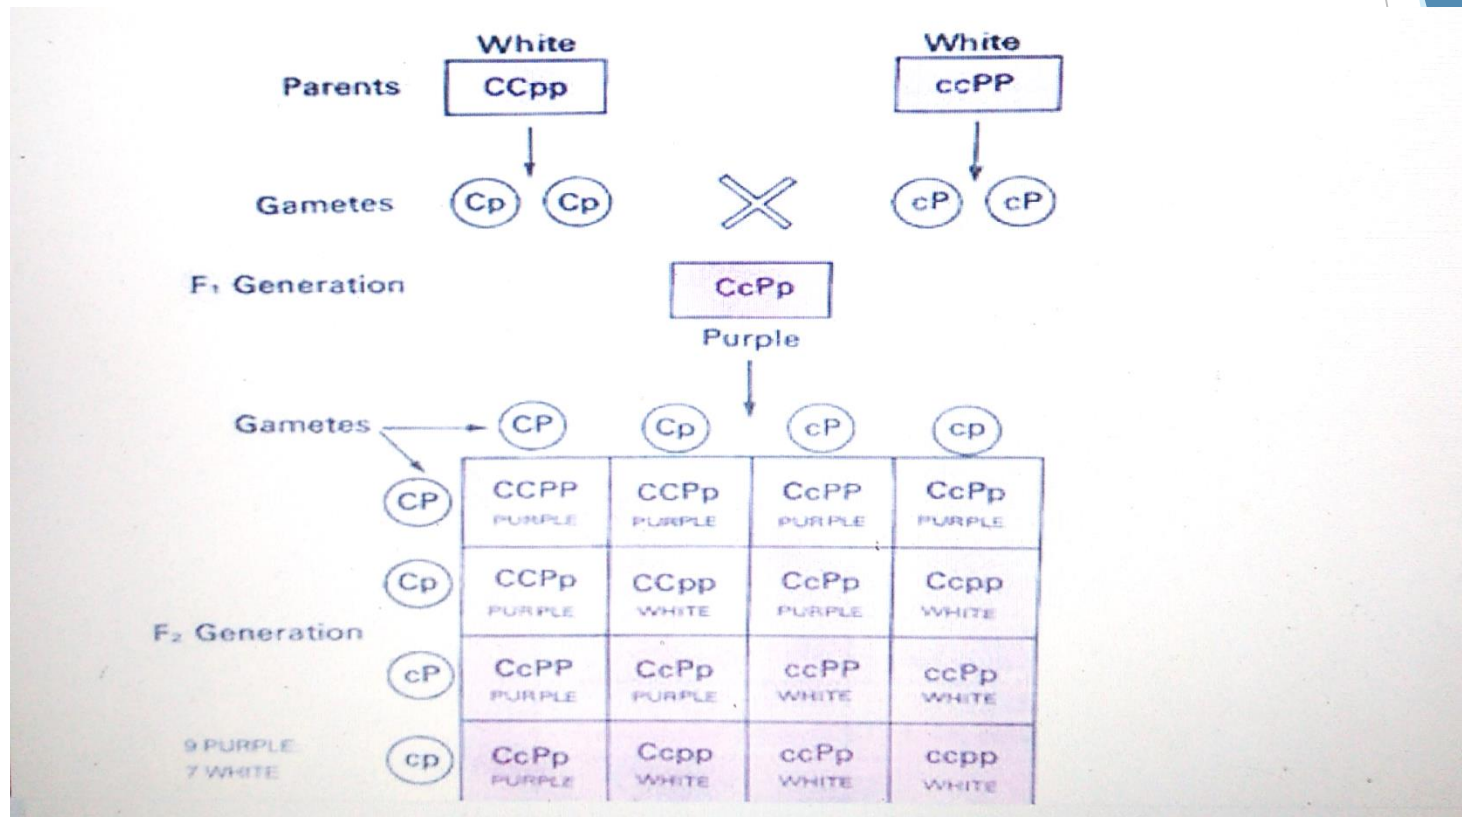 White White
Parents CCpp ccPP
Gametes Cp Cp cP cP
F₁ Generation CcPp
Purple
Gametes CP Cp cP cp
CP CCPP CCPp CcPP CcPp
PURPLE PURPLE PURPLE PURPLE
Cp CCPp CCpp CcPp Ccpp
PURPLE WHITE PURPLE WHITE
F₂ Generation
cP CcPP CcPp ccPP ccPp
PURPLE PURPLE WHITE WHITE
9 PURPLE
7 WHITE
cp CcPp Ccpp ccPp ccpp
PURPLE WHITE WHITE WHITE